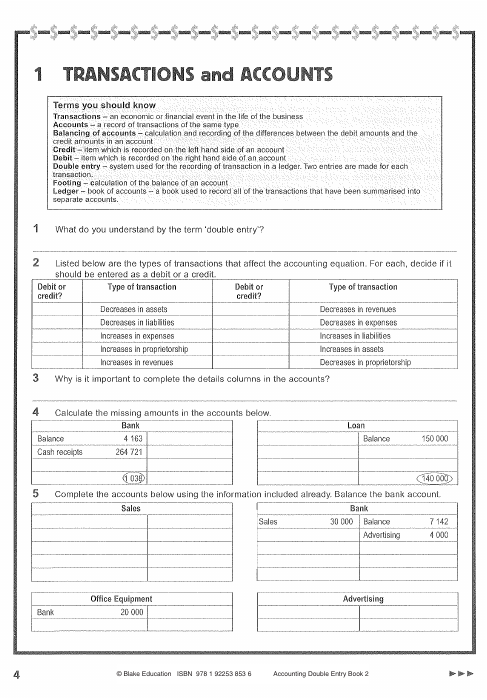 1 TRANSACTIONS and ACCOUNTS
Terms you should know
Transactions – an economic or financial event in the life of the business
Accounts – a record of transactions of the same type
Balancing of accounts – calculation and recording of the differences between the debit amounts and the
credit amounts in an account
Credit – item which is recorded on the left hand side of an account
Debit – item which is recorded on the right hand side of an account
Double entry – system used for the recording of transaction in a ledger. Two entries are made for each
transaction.
Footing – calculation of the balance of an account
Ledger – book of accounts – a book used to record all of the transactions that have been summarised into
separate accounts.
1 What do you understand by the term 'double entry'?
2 Listed below are the types of transactions that affect the accounting equation. For each, decide if it
should be entered as a debit or a credit.
Debit or Type of transaction Debit or Type of transaction
credit? credit?
Decreases in assets Decreases in revenues
Decreases in liabilities Decreases in expenses
Increases in expenses Increases in liabilities
Increases in proprietorship Increases in assets
Increases in revenues Decreases in proprietorship
3 Why is it important to complete the details columns in the accounts?
4 Calculate the missing amounts in the accounts below.
Bank Loan
Balance 4 163 Balance 150 000
Cash receipts 264 721
1 038 140 000
5 Complete the accounts below using the information included already. Balance the bank account.
Sales Bank
Sales 30 000 Balance 7 142
Advertising 4 000
Office Equipment Advertising
Bank 20 000
4 © Blake Education ISBN 978 1 92253 853 6 Accounting Double Entry Book 2